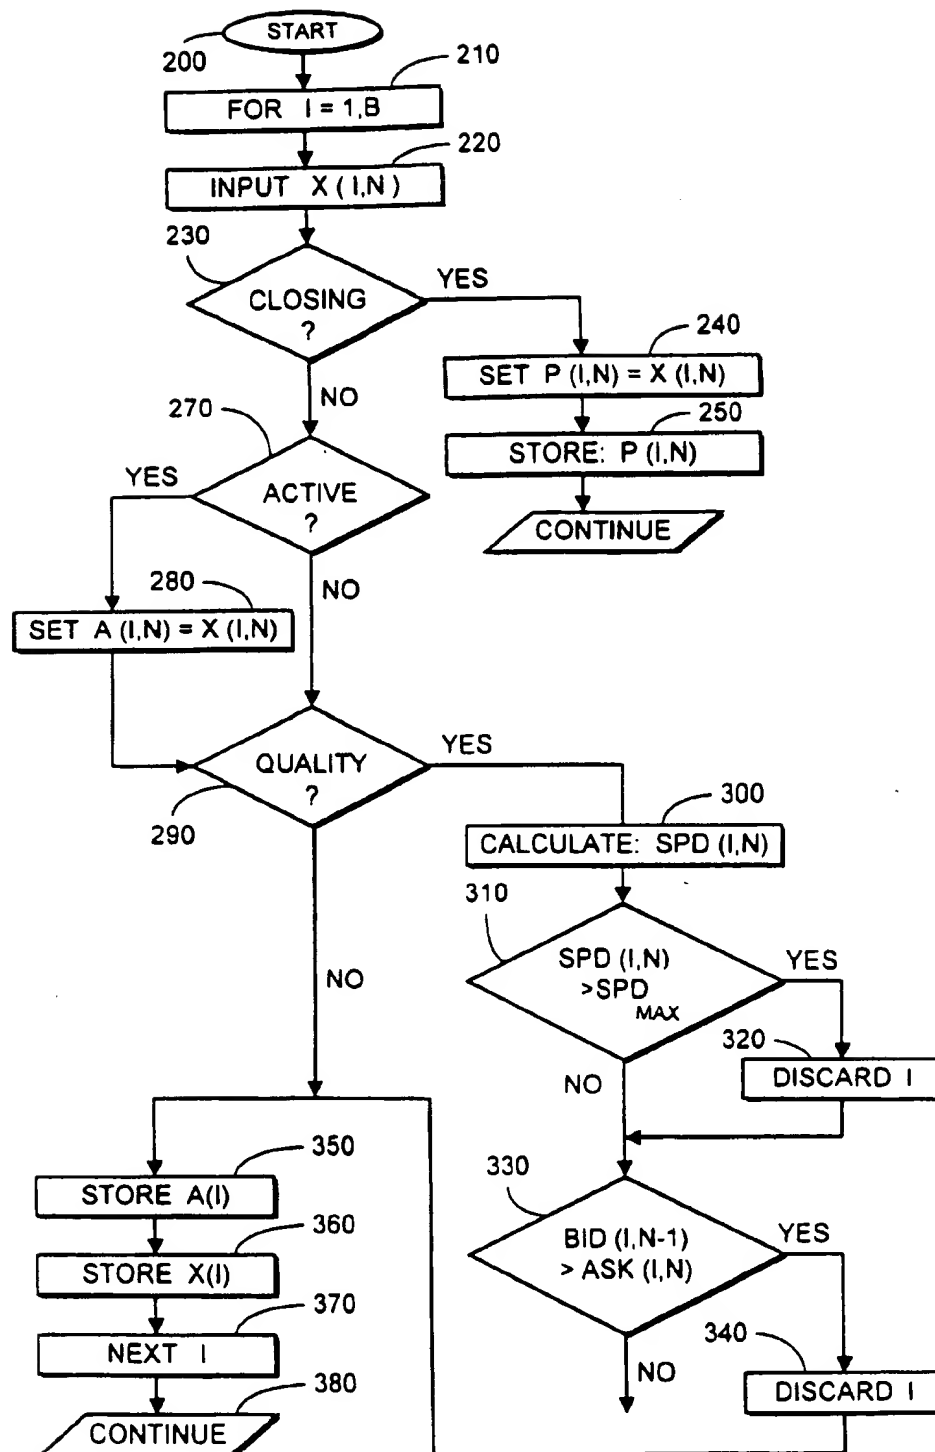 START
200
210
FOR I = 1,B
220
INPUT X ( I,N )
230
CLOSING
?
YES
NO
240
SET P (I,N) = X (I,N)
250
STORE: P (I,N)
CONTINUE
270
YES
ACTIVE
?
NO
280
SET A (I,N) = X (I,N)
QUALITY
?
YES
290
NO
300
CALCULATE: SPD (I,N)
310
SPD (I,N)
>SPD
MAX
YES
NO
320
DISCARD I
330
BID (I,N-1)
> ASK (I,N)
YES
NO
340
DISCARD I
350
STORE A(I)
360
STORE X(I)
370
NEXT I
380
CONTINUE